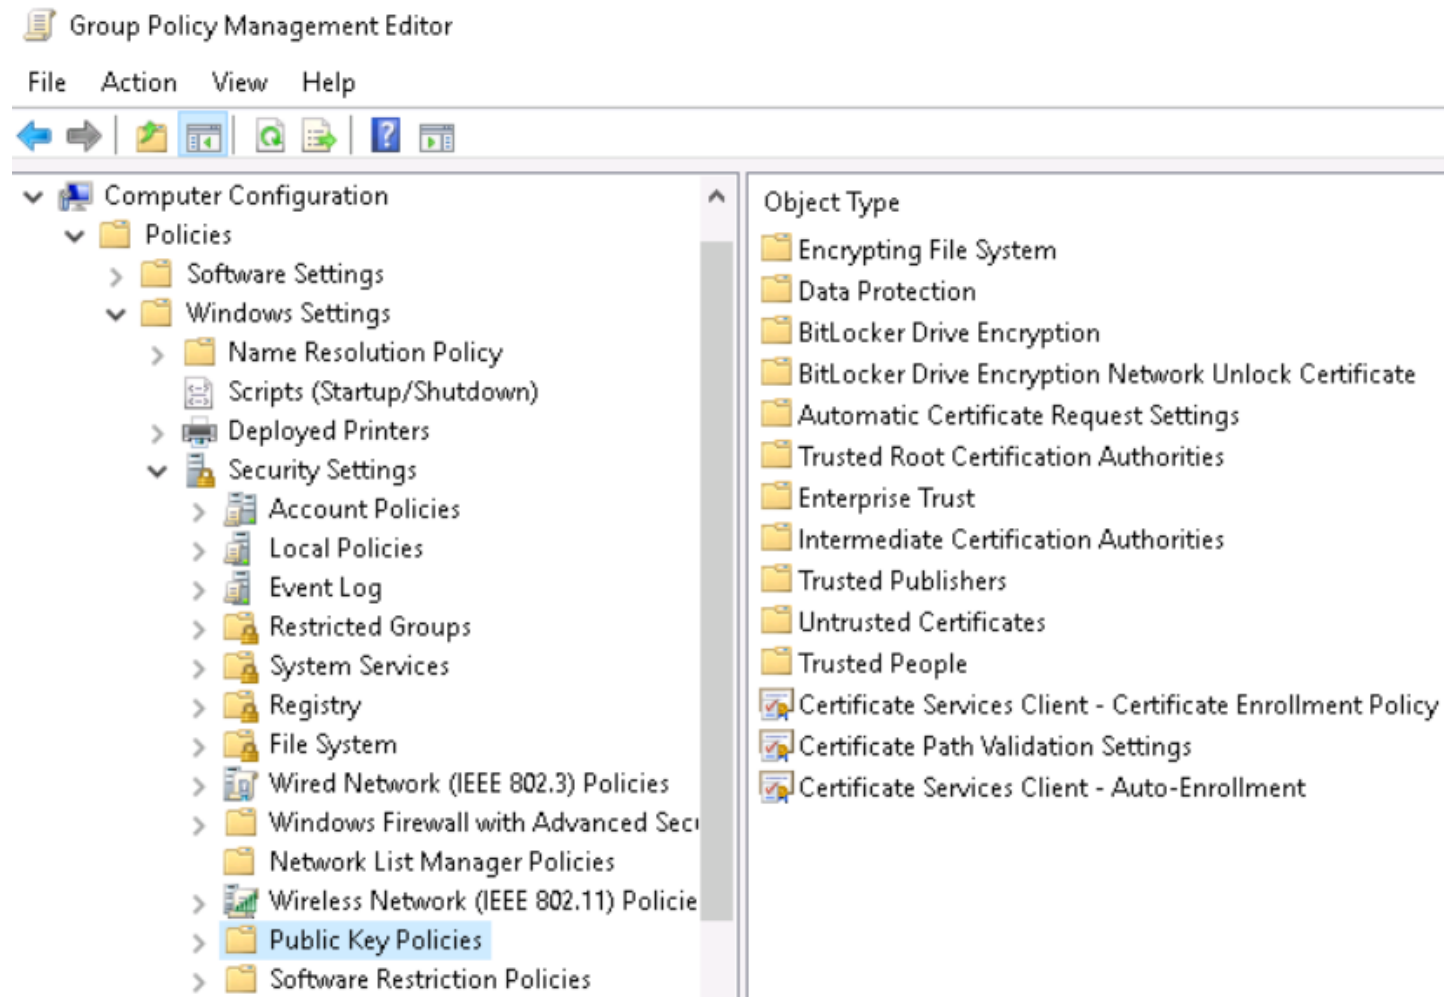 Group Policy Management Editor
File Action View Help
Computer Configuration
Policies
Software Settings
Windows Settings
Name Resolution Policy
Scripts (Startup/Shutdown)
Deployed Printers
Security Settings
Account Policies
Local Policies
Event Log
Restricted Groups
System Services
Registry
File System
Wired Network (IEEE 802.3) Policies
Windows Firewall with Advanced Secu
Network List Manager Policies
Wireless Network (IEEE 802.11) Policie
Public Key Policies
Software Restriction Policies
Object Type
Encrypting File System
Data Protection
BitLocker Drive Encryption
BitLocker Drive Encryption Network Unlock Certificate
Automatic Certificate Request Settings
Trusted Root Certification Authorities
Enterprise Trust
Intermediate Certification Authorities
Trusted Publishers
Untrusted Certificates
Trusted People
Certificate Services Client - Certificate Enrollment Policy
Certificate Path Validation Settings
Certificate Services Client - Auto-Enrollment